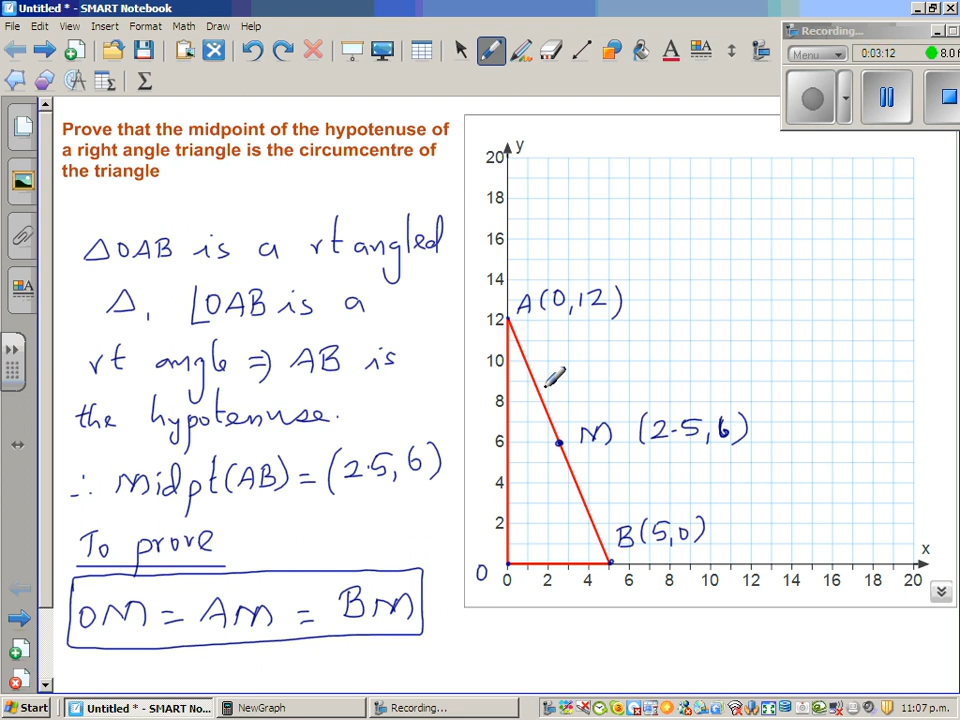 Untitled * - SMART Notebook
File Edit View Insert Format Math Draw Help
Recording...
Menu
0:03:12
8.0
Prove that the midpoint of the hypotenuse of
a right angle triangle is the circumcentre of
the triangle
△OAB is a rt angled
△, ∠OAB is a
rt angle ⇒ AB is
the hypotenuse.
∴ Midpt(AB) = (2.5, 6)
To prove
OM = AM = BM
y
20
18
16
14
12
10
8
6
4
2
A(0,12)
M (2.5, 6)
B(5,0)
x
O
0 2 4 6 8 10 12 14 16 18 20
Start
Untitled * - SMART No...
NewGraph
Recording...
11:07 p.m.